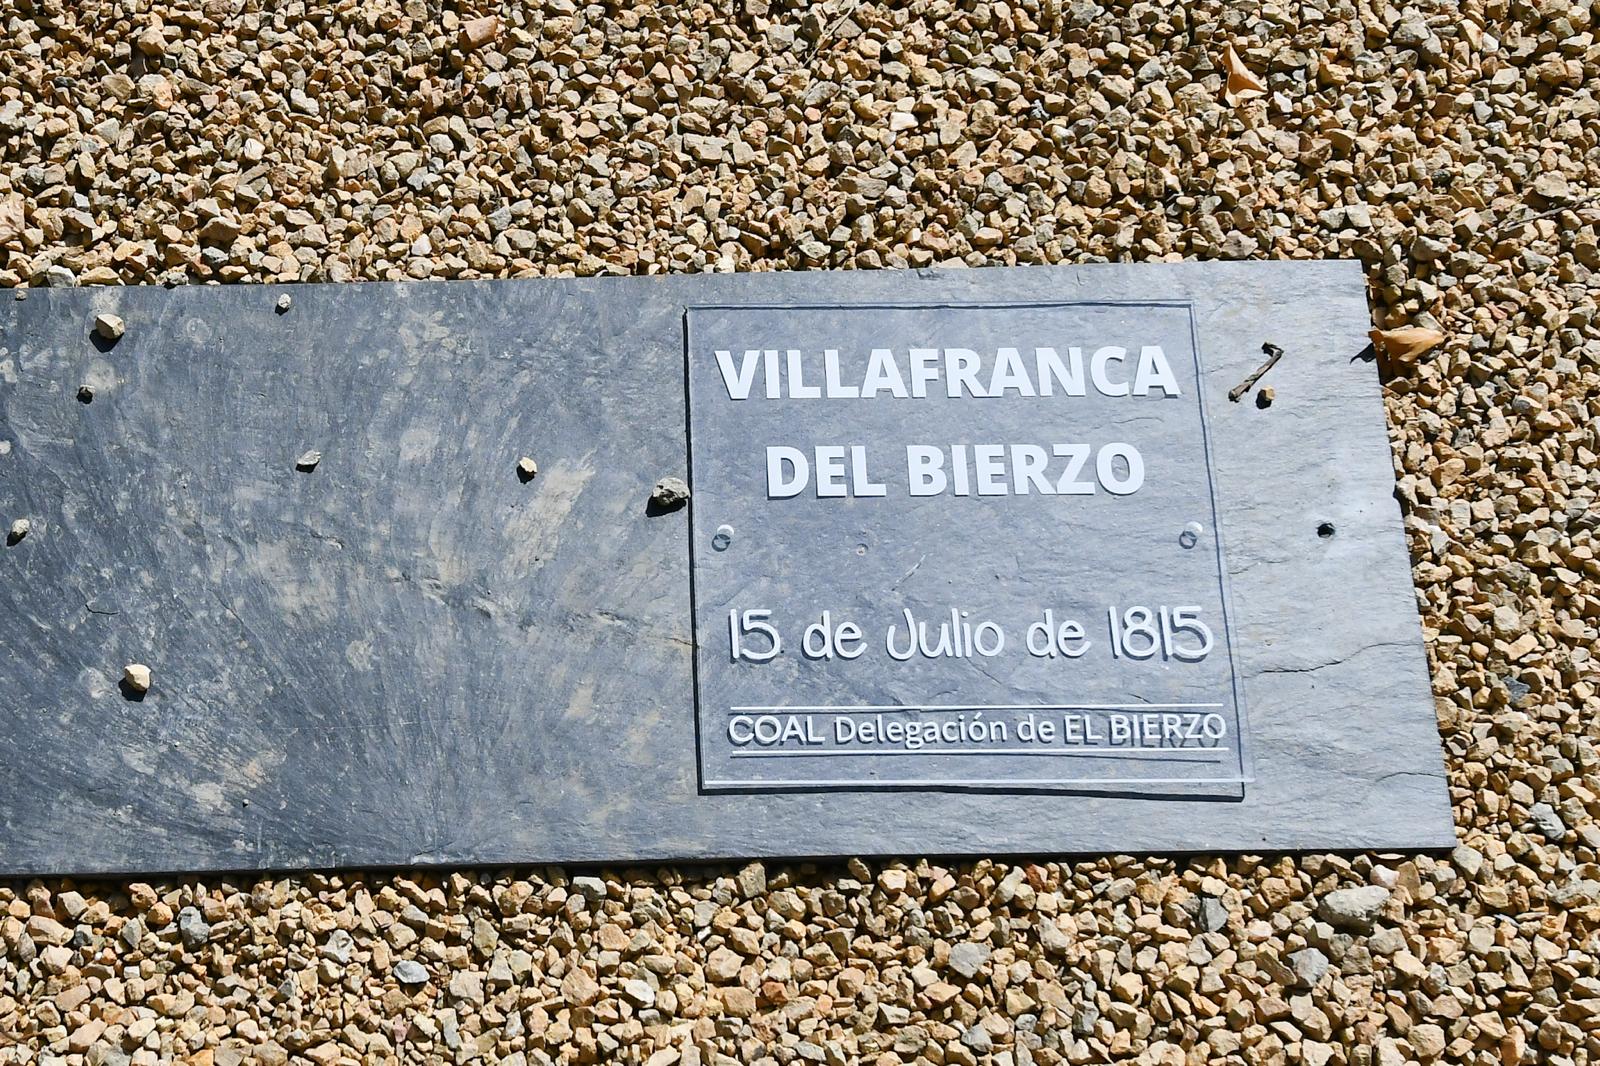 VILLAFRANCA
DEL BIERZO
15 de Julio de 1815
COAL Delegación de EL BIERZO